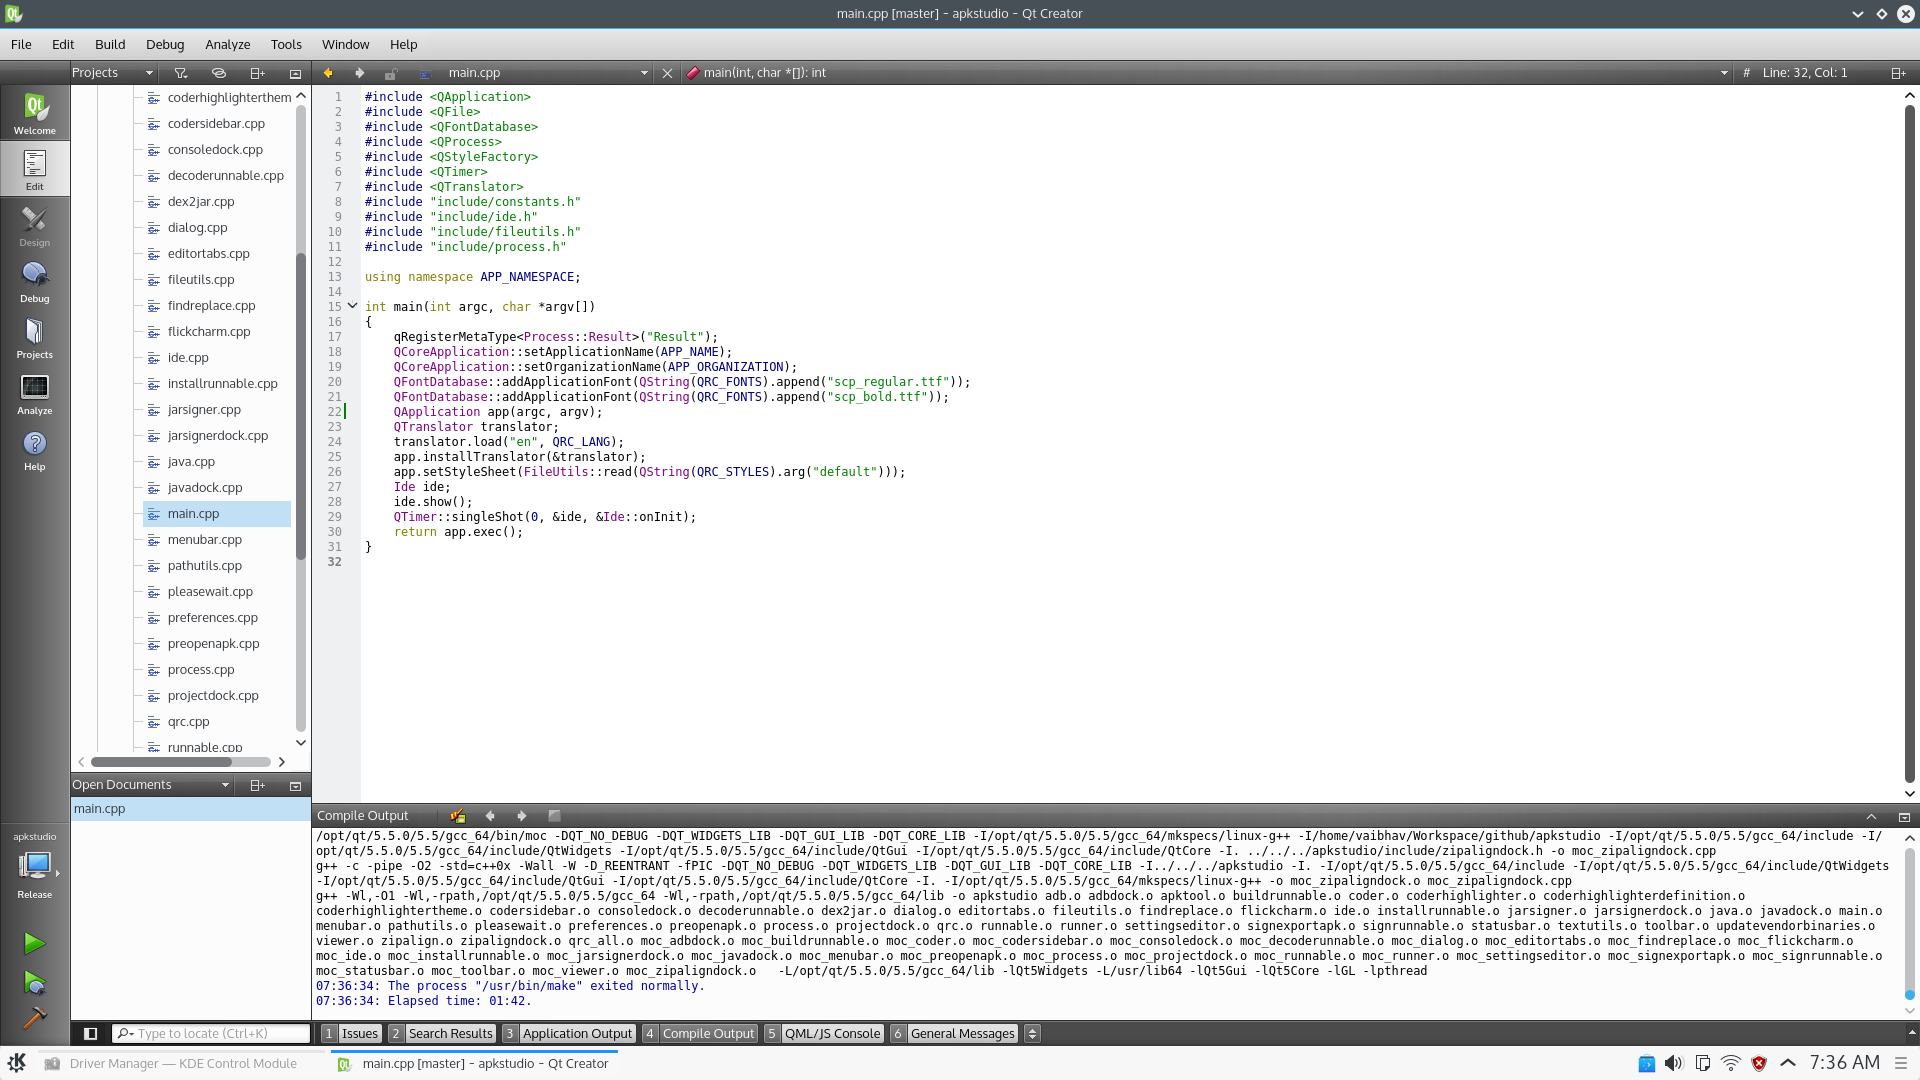 main.cpp [master] - apkstudio - Qt Creator
File Edit Build Debug Analyze Tools Window Help
Projects main.cpp main(int, char *[]): int # Line: 32, Col: 1
Welcome
Edit
Design
Debug
Projects
Analyze
Help
coderhighlighterthem
codersidebar.cpp
consoledock.cpp
decoderunnable.cpp
dex2jar.cpp
dialog.cpp
editortabs.cpp
fileutils.cpp
findreplace.cpp
flickcharm.cpp
ide.cpp
installrunnable.cpp
jarsigner.cpp
jarsignerdock.cpp
java.cpp
javadock.cpp
main.cpp
menubar.cpp
pathutils.cpp
pleasewait.cpp
preferences.cpp
preopenapk.cpp
process.cpp
projectdock.cpp
qrc.cpp
runnable.cpp
Open Documents
main.cpp
apkstudio
Release
1 #include <QApplication>
2 #include <QFile>
3 #include <QFontDatabase>
4 #include <QProcess>
5 #include <QStyleFactory>
6 #include <QTimer>
7 #include <QTranslator>
8 #include "include/constants.h"
9 #include "include/ide.h"
10 #include "include/fileutils.h"
11 #include "include/process.h"
12
13 using namespace APP_NAMESPACE;
14
15 int main(int argc, char *argv[])
16 {
17     qRegisterMetaType<Process::Result>("Result");
18     QCoreApplication::setApplicationName(APP_NAME);
19     QCoreApplication::setOrganizationName(APP_ORGANIZATION);
20     QFontDatabase::addApplicationFont(QString(QRC_FONTS).append("scp_regular.ttf"));
21     QFontDatabase::addApplicationFont(QString(QRC_FONTS).append("scp_bold.ttf"));
22     QApplication app(argc, argv);
23     QTranslator translator;
24     translator.load("en", QRC_LANG);
25     app.installTranslator(&translator);
26     app.setStyleSheet(FileUtils::read(QString(QRC_STYLES).arg("default")));
27     Ide ide;
28     ide.show();
29     QTimer::singleShot(0, &ide, &Ide::onInit);
30     return app.exec();
31 }
32
Compile Output
/opt/qt/5.5.0/5.5/gcc_64/bin/moc -DQT_NO_DEBUG -DQT_WIDGETS_LIB -DQT_GUI_LIB -DQT_CORE_LIB -I/opt/qt/5.5.0/5.5/gcc_64/mkspecs/linux-g++ -I/home/vaibhav/Workspace/github/apkstudio -I/opt/qt/5.5.0/5.5/gcc_64/include -I/
opt/qt/5.5.0/5.5/gcc_64/include/QtWidgets -I/opt/qt/5.5.0/5.5/gcc_64/include/QtGui -I/opt/qt/5.5.0/5.5/gcc_64/include/QtCore -I. ../../../apkstudio/include/zipaligndock.h -o moc_zipaligndock.cpp
g++ -c -pipe -O2 -std=c++0x -Wall -W -D_REENTRANT -fPIC -DQT_NO_DEBUG -DQT_WIDGETS_LIB -DQT_GUI_LIB -DQT_CORE_LIB -I../../../apkstudio -I. -I/opt/qt/5.5.0/5.5/gcc_64/include -I/opt/qt/5.5.0/5.5/gcc_64/include/QtWidgets
-I/opt/qt/5.5.0/5.5/gcc_64/include/QtGui -I/opt/qt/5.5.0/5.5/gcc_64/include/QtCore -I. -I/opt/qt/5.5.0/5.5/gcc_64/mkspecs/linux-g++ -o moc_zipaligndock.o moc_zipaligndock.cpp
g++ -Wl,-O1 -Wl,-rpath,/opt/qt/5.5.0/5.5/gcc_64 -Wl,-rpath,/opt/qt/5.5.0/5.5/gcc_64/lib -o apkstudio adb.o adbdock.o apktool.o buildrunnable.o coder.o coderhighlighter.o coderhighlighterdefinition.o
coderhighlightertheme.o codersidebar.o consoledock.o decoderunnable.o dex2jar.o dialog.o editortabs.o fileutils.o findreplace.o flickcharm.o ide.o installrunnable.o jarsigner.o jarsignerdock.o java.o javadock.o main.o
menubar.o pathutils.o pleasewait.o preferences.o preopenapk.o process.o projectdock.o qrc.o runnable.o runner.o settingseditor.o signexportapk.o signrunnable.o statusbar.o textutils.o toolbar.o updatevendorbinaries.o
viewer.o zipalign.o zipaligndock.o qrc_all.o moc_adbdock.o moc_buildrunnable.o moc_coder.o moc_codersidebar.o moc_consoledock.o moc_decoderunnable.o moc_dialog.o moc_editortabs.o moc_findreplace.o moc_flickcharm.o
moc_ide.o moc_installrunnable.o moc_jarsignerdock.o moc_javadock.o moc_menubar.o moc_preopenapk.o moc_process.o moc_projectdock.o moc_runnable.o moc_runner.o moc_settingseditor.o moc_signexportapk.o moc_signrunnable.o
moc_statusbar.o moc_toolbar.o moc_viewer.o moc_zipaligndock.o   -L/opt/qt/5.5.0/5.5/gcc_64/lib -lQt5Widgets -L/usr/lib64 -lQt5Gui -lQt5Core -lGL -lpthread
07:36:34: The process "/usr/bin/make" exited normally.
07:36:34: Elapsed time: 01:42.
Type to locate (Ctrl+K) 1 Issues 2 Search Results 3 Application Output 4 Compile Output 5 QML/JS Console 6 General Messages
Driver Manager — KDE Control Module main.cpp [master] - apkstudio - Qt Creator 7:36 AM